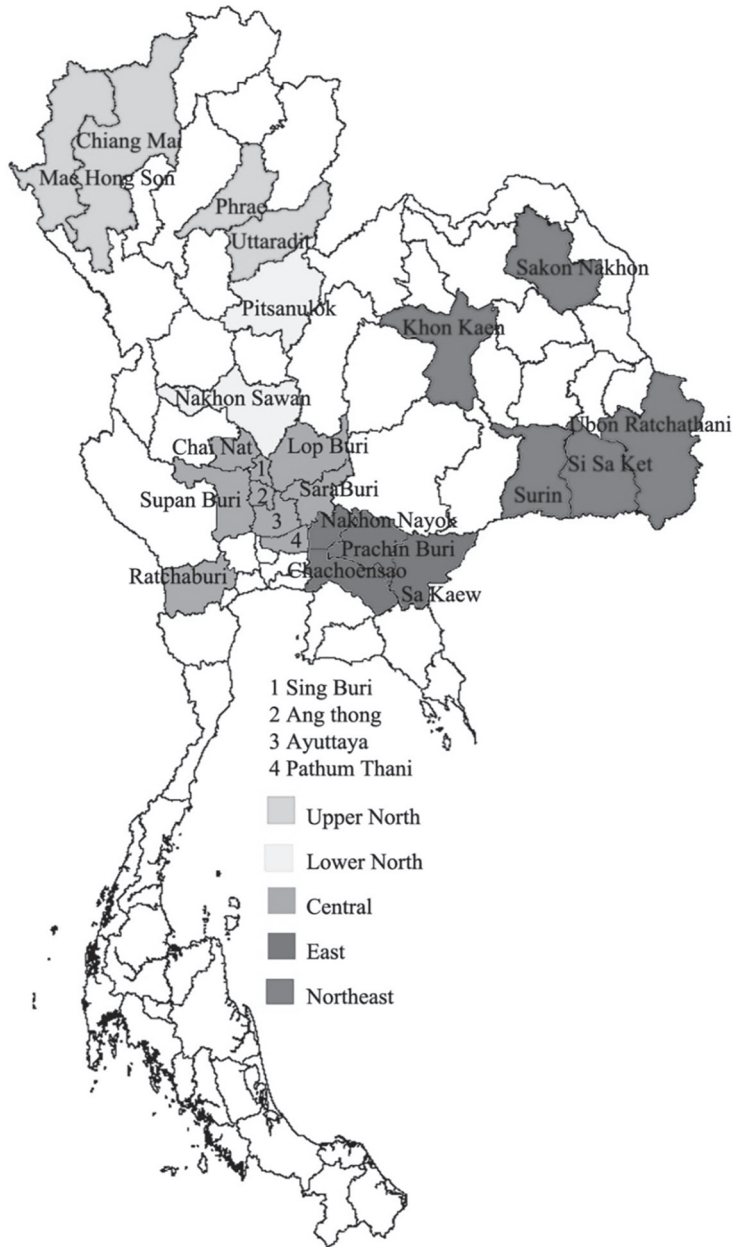 Chiang Mai
Mae Hong Son
Phrae
Uttaradit
Sakon Nakhon
Pitsanulok
Khon Kaen
Nakhon Sawan
Ubon Ratchathani
Chai Nat
Lop Buri
1
Si Sa Ket
SaraBuri
Supan Buri
2
Surin
3
Nakhon Nayok
4
Prachin Buri
Ratchaburi
Chachoensao
Sa Kaew
1 Sing Buri
2 Ang thong
3 Ayuttaya
4 Pathum Thani
Upper North
Lower North
Central
East
Northeast